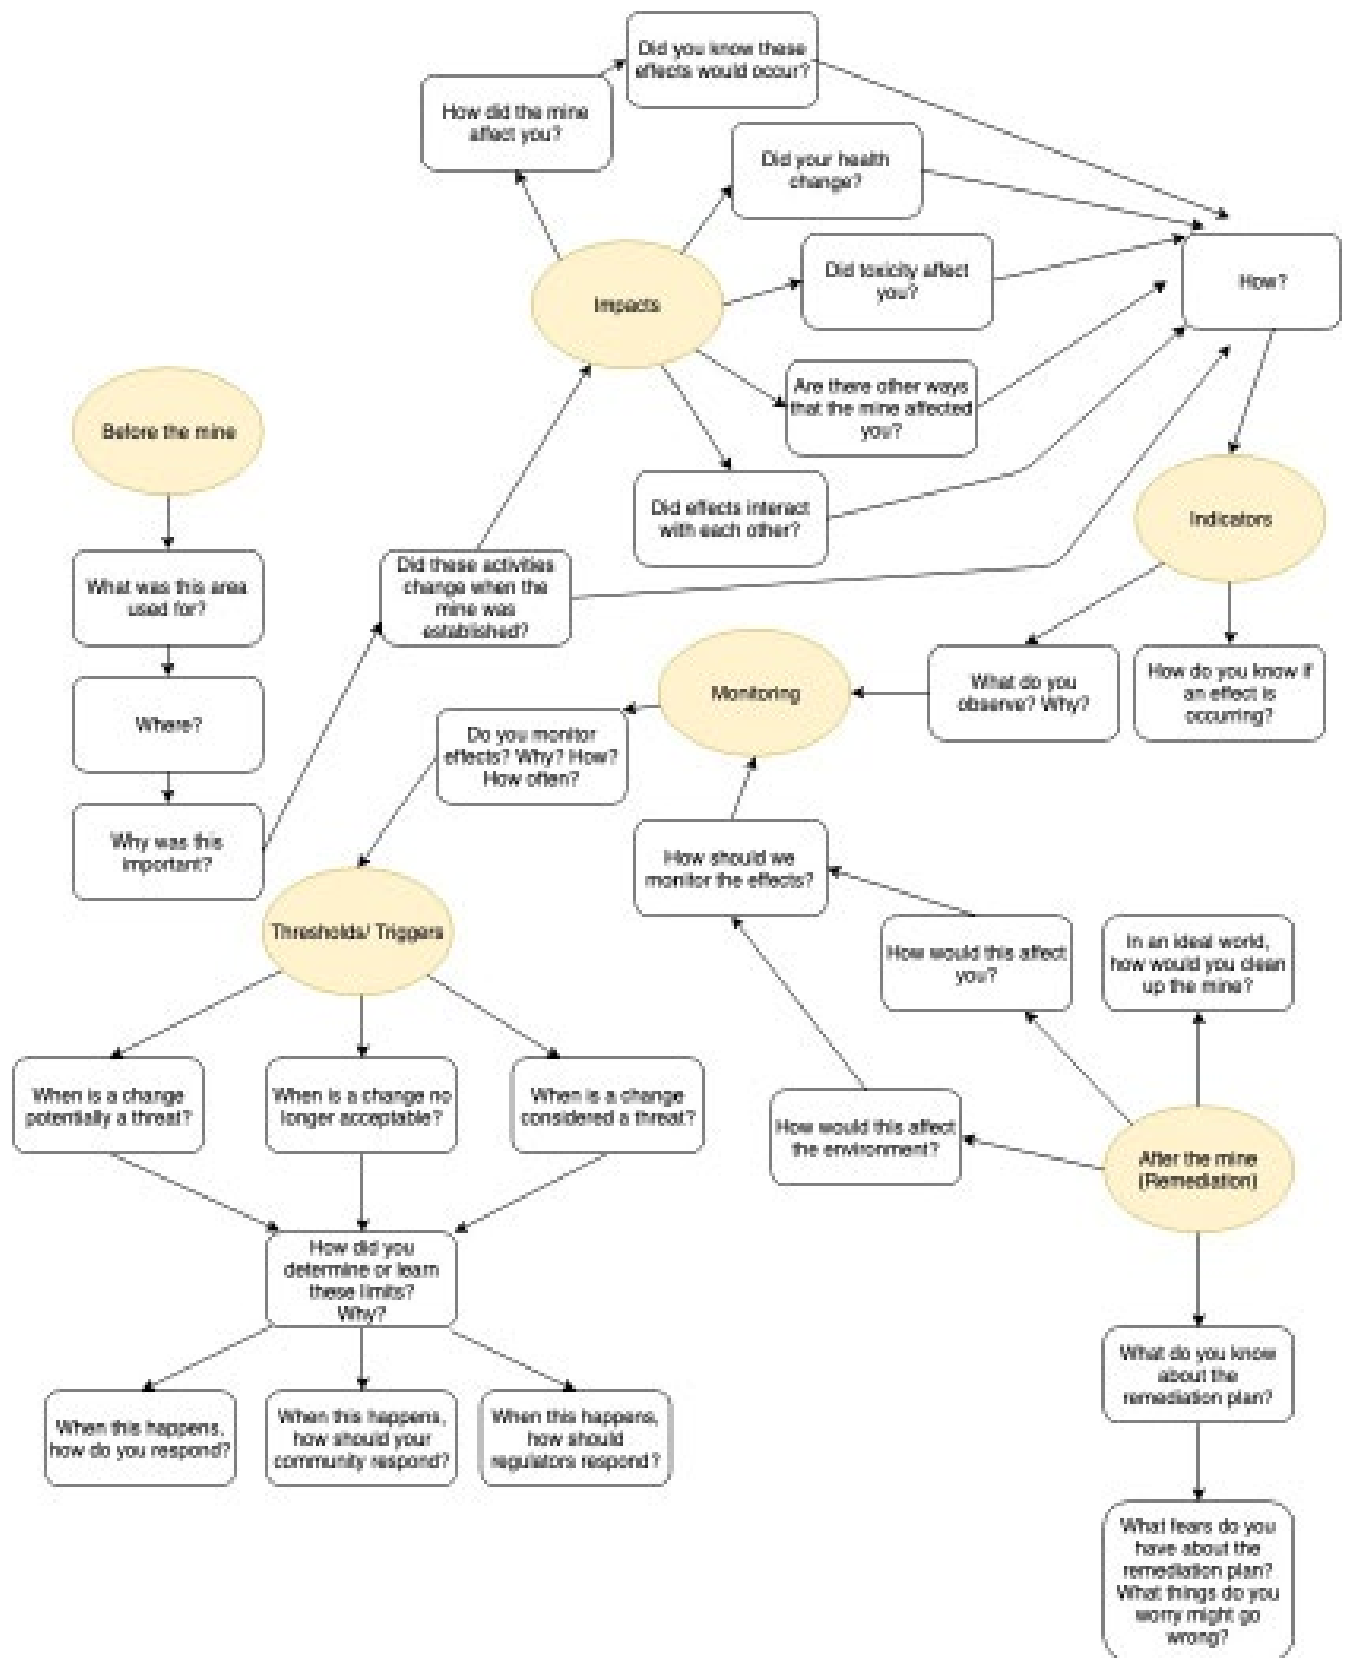 Did you know these
effects would occur?
How did the mine
affect you?
Did your health
change?
Did toxicity affect
you?
How?
Impacts
Are there other ways
that the mine affected
you?
Before the mine
Did effects interact
with each other?
Indicators
What was this area
used for?
Did these activities
change when the
mine was
established?
Where?
Monitoring
What do you
observe? Why?
How do you know if
an effect is
occurring?
Do you monitor
effects? Why? How?
How often?
Why was this
important?
How should we
monitor the effects?
Thresholds/ Triggers
How would this affect
you?
In an ideal world,
how would you clean
up the mine?
When is a change
potentially a threat?
When is a change no
longer acceptable?
When is a change
considered a threat?
How would this affect
the environment?
After the mine
(Remediation)
How did you
determine or learn
these limits?
Why?
What do you know
about the
remediation plan?
When this happens,
how do you respond?
When this happens,
how should your
community respond?
When this happens,
how should
regulators respond?
What fears do you
have about the
remediation plan?
What things do you
worry might go
wrong?